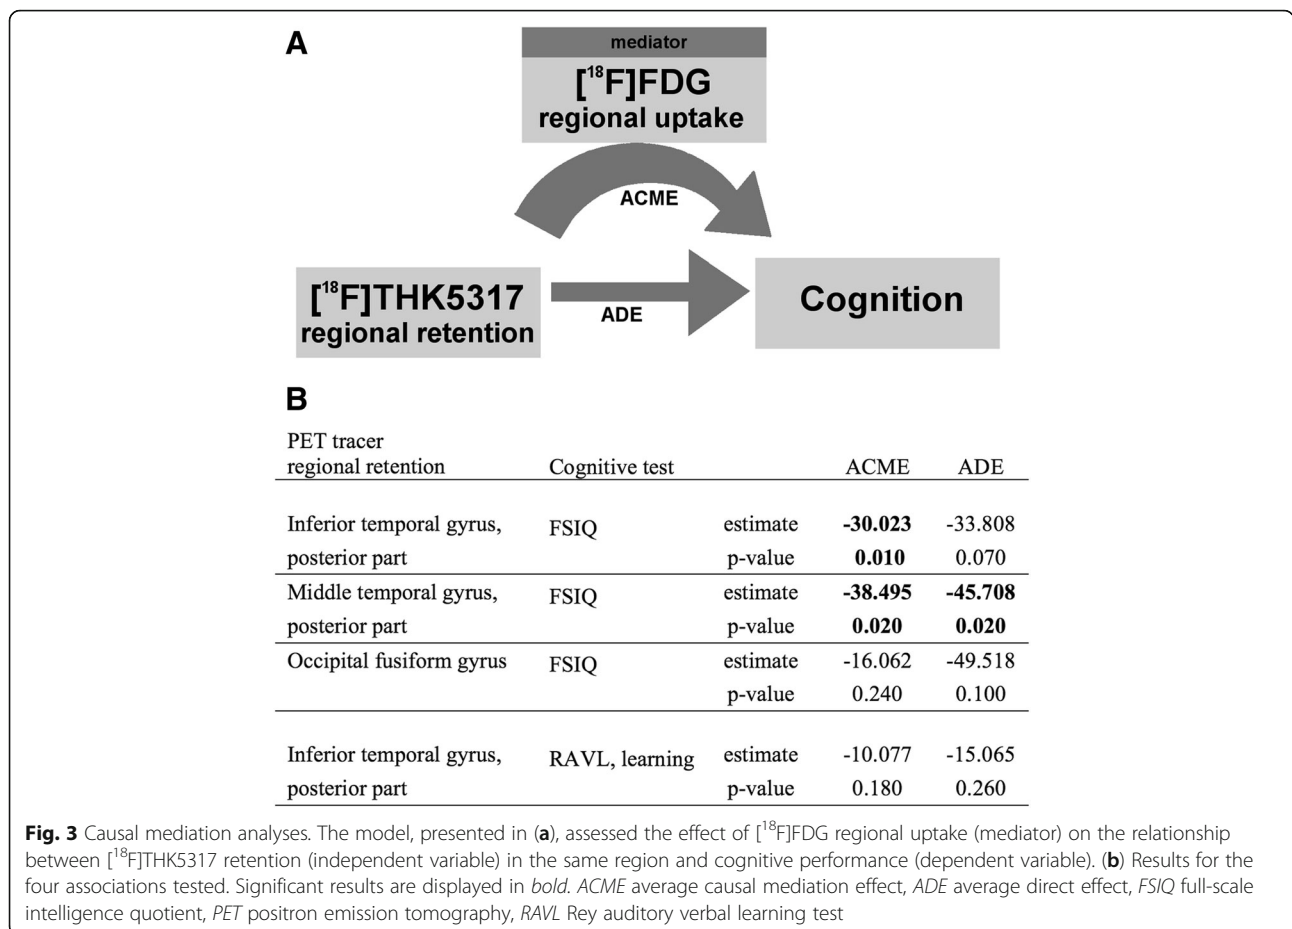 A
mediator
[18F]FDG
regional uptake
ACME
[18F]THK5317
regional retention
ADE
Cognition
B
PET tracer
regional retention Cognitive test ACME ADE
Inferior temporal gyrus, FSIQ estimate -30.023 -33.808
posterior part p-value 0.010 0.070
Middle temporal gyrus, FSIQ estimate -38.495 -45.708
posterior part p-value 0.020 0.020
Occipital fusiform gyrus FSIQ estimate -16.062 -49.518
p-value 0.240 0.100
Inferior temporal gyrus, RAVL, learning estimate -10.077 -15.065
posterior part p-value 0.180 0.260
Fig. 3 Causal mediation analyses. The model, presented in (a), assessed the effect of [18F]FDG regional uptake (mediator) on the relationship
between [18F]THK5317 retention (independent variable) in the same region and cognitive performance (dependent variable). (b) Results for the
four associations tested. Significant results are displayed in bold. ACME average causal mediation effect, ADE average direct effect, FSIQ full-scale
intelligence quotient, PET positron emission tomography, RAVL Rey auditory verbal learning test